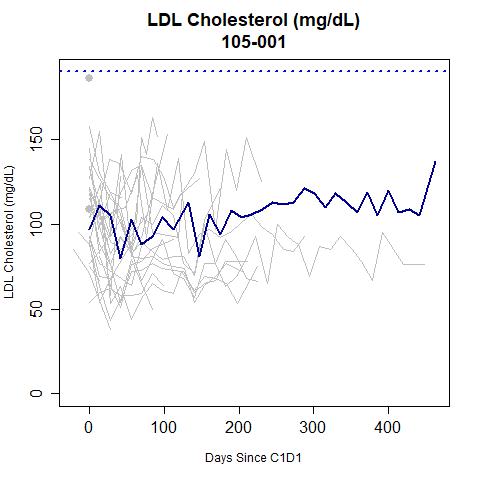 LDL Cholesterol (mg/dL)
105-001
LDL Cholesterol (mg/dL)
150
100
50
0
0 100 200 300 400
Days Since C1D1